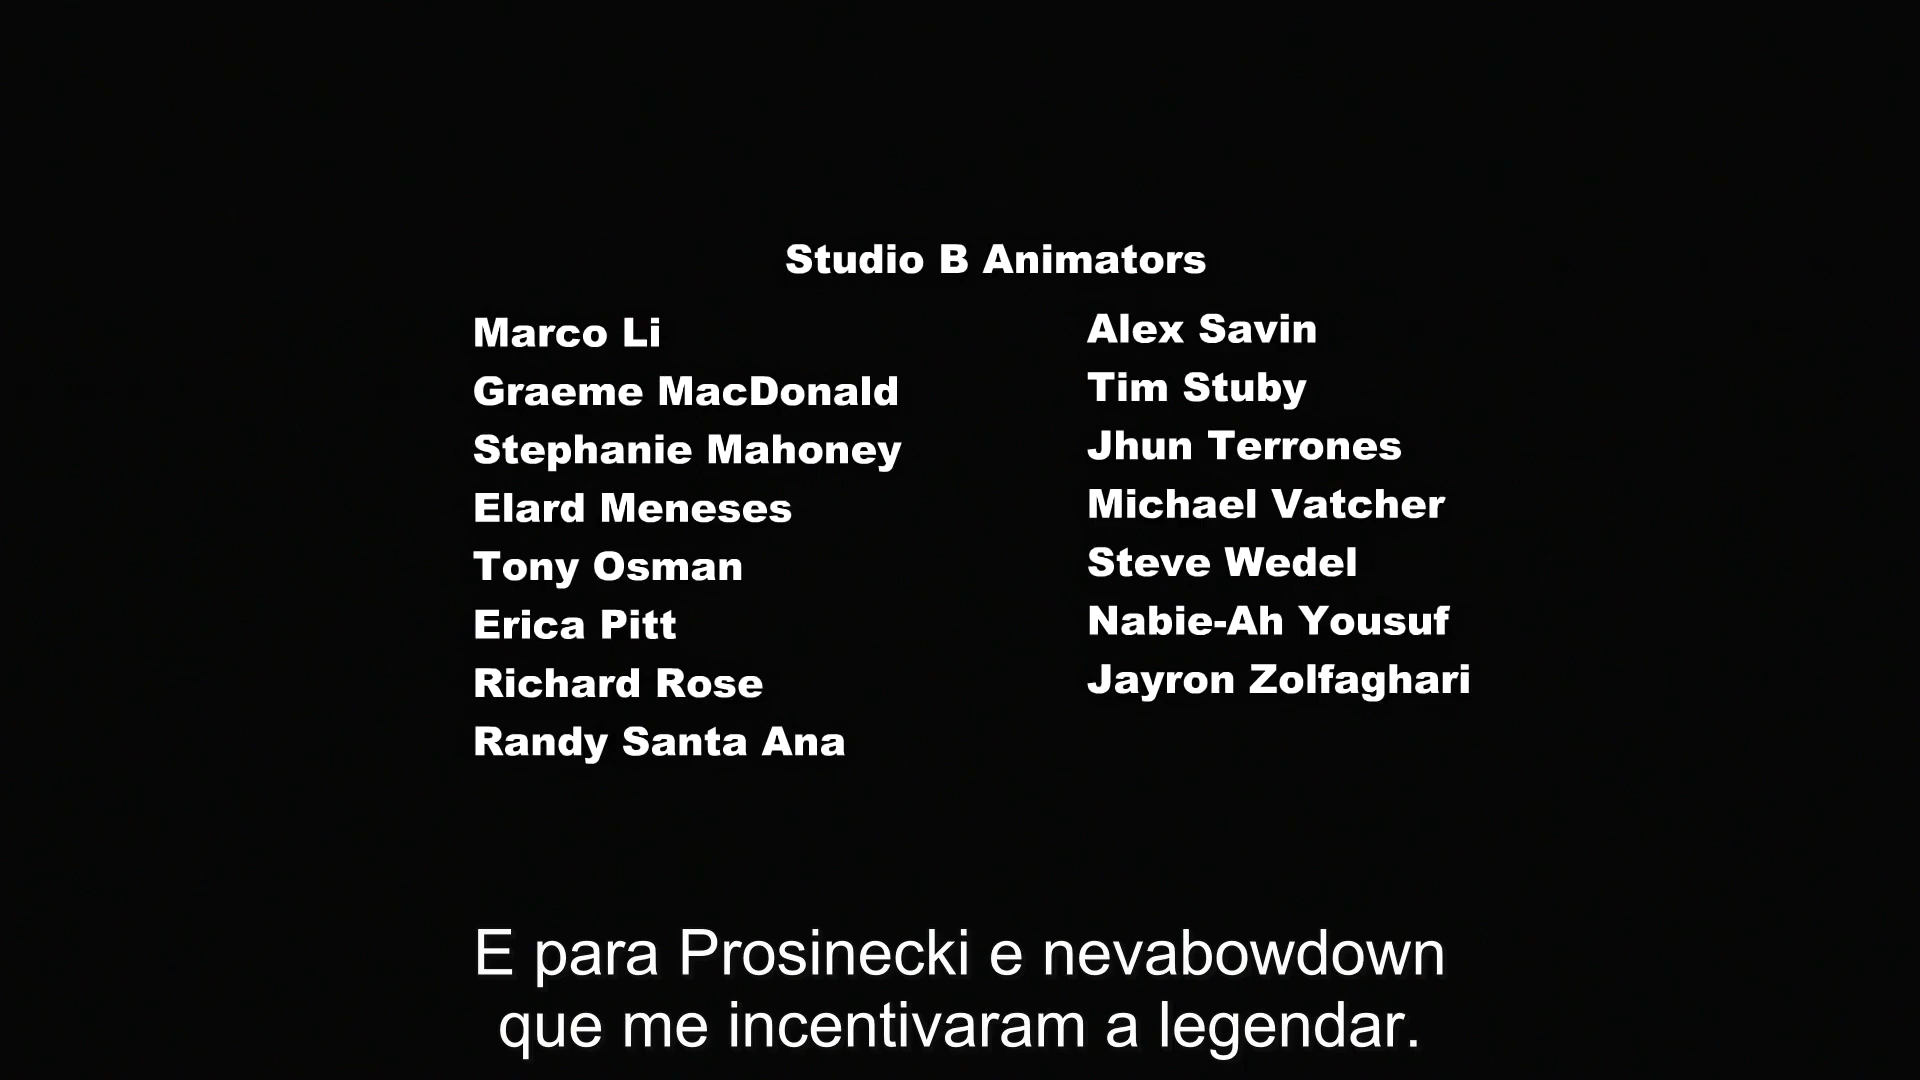 Studio B Animators
Marco Li
Graeme MacDonald
Stephanie Mahoney
Elard Meneses
Tony Osman
Erica Pitt
Richard Rose
Randy Santa Ana
Alex Savin
Tim Stuby
Jhun Terrones
Michael Vatcher
Steve Wedel
Nabie-Ah Yousuf
Jayron Zolfaghari
E para Prosinecki e nevabowdown
que me incentivaram a legendar.